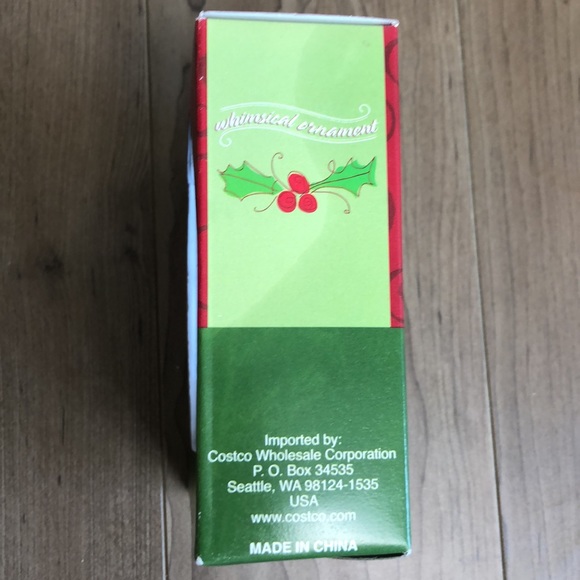 whimsical ornament
Imported by:
Costco Wholesale Corporation
P. O. Box 34535
Seattle, WA 98124-1535
USA
www.costco.com
MADE IN CHINA